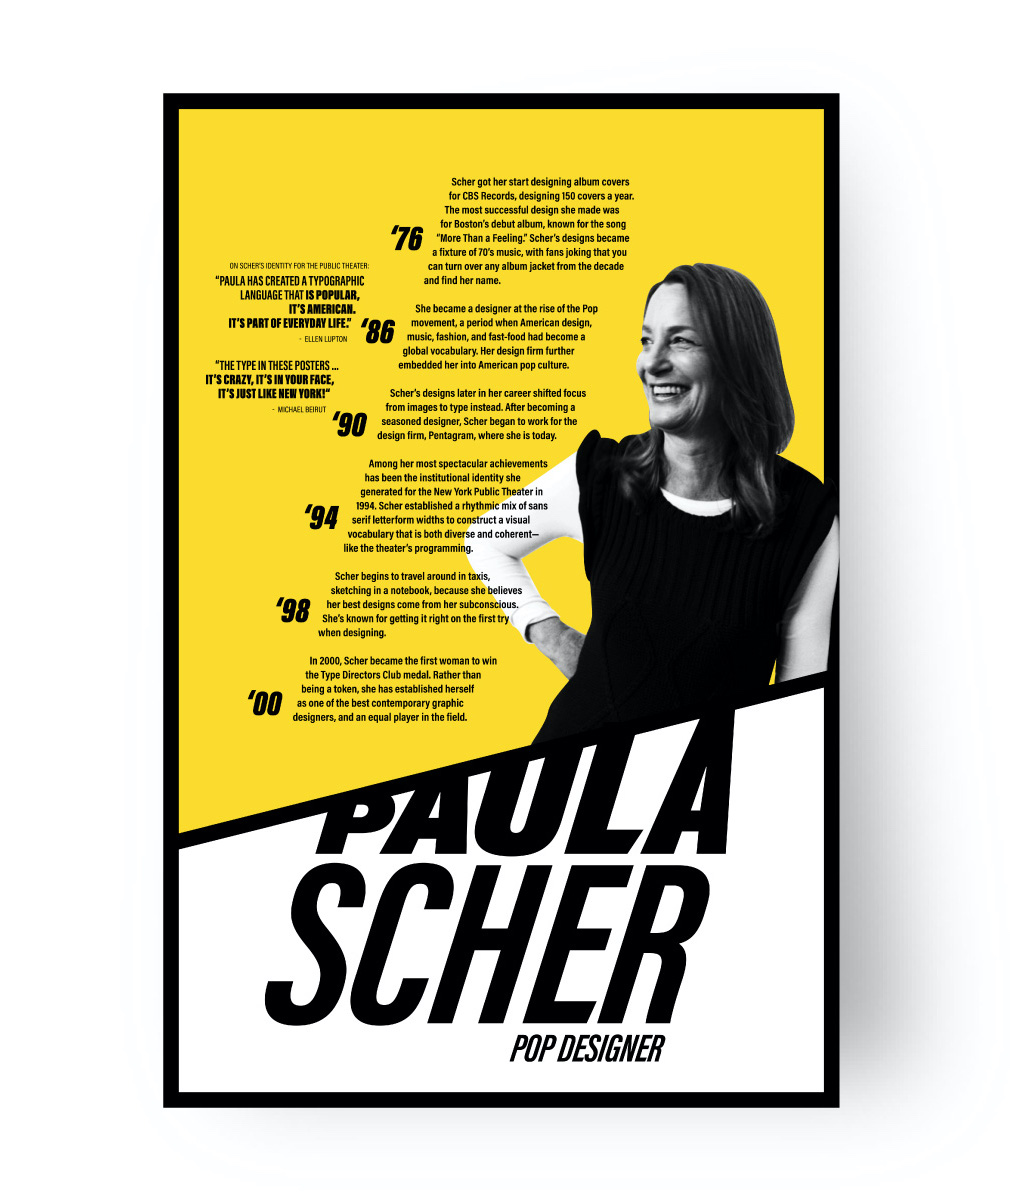 Scher got her start designing album covers
for CBS Records, designing 150 covers a year.
The most successful design she made was
for Boston's debut album, known for the song
"More Than a Feeling." Scher's designs became
a fixture of 70's music, with fans joking that you
can turn over any album jacket from the decade
and find her name.
‘76
ON SCHER'S IDENTITY FOR THE PUBLIC THEATER:
"PAULA HAS CREATED A TYPOGRAPHIC
LANGUAGE THAT IS POPULAR,
IT'S AMERICAN.
IT'S PART OF EVERYDAY LIFE."
- ELLEN LUPTON
"THE TYPE IN THESE POSTERS ...
IT'S CRAZY, IT'S IN YOUR FACE,
IT'S JUST LIKE NEW YORK!"
- MICHAEL BEIRUT
‘86
She became a designer at the rise of the Pop
movement, a period when American design,
music, fashion, and fast-food had become a
global vocabulary. Her design firm further
embedded her into American pop culture.
‘90
Scher's designs later in her career shifted focus
from images to type instead. After becoming a
seasoned designer, Scher began to work for the
design firm, Pentagram, where she is today.
‘94
Among her most spectacular achievements
has been the institutional identity she
generated for the New York Public Theater in
1994. Scher established a rhythmic mix of sans
serif letterform widths to construct a visual
vocabulary that is both diverse and coherent—
like the theater's programming.
‘98
Scher begins to travel around in taxis,
sketching in a notebook, because she believes
her best designs come from her subconscious.
She's known for getting it right on the first try
when designing.
‘00
In 2000, Scher became the first woman to win
the Type Directors Club medal. Rather than
being a token, she has established herself
as one of the best contemporary graphic
designers, and an equal player in the field.
PAULA
SCHER
POP DESIGNER